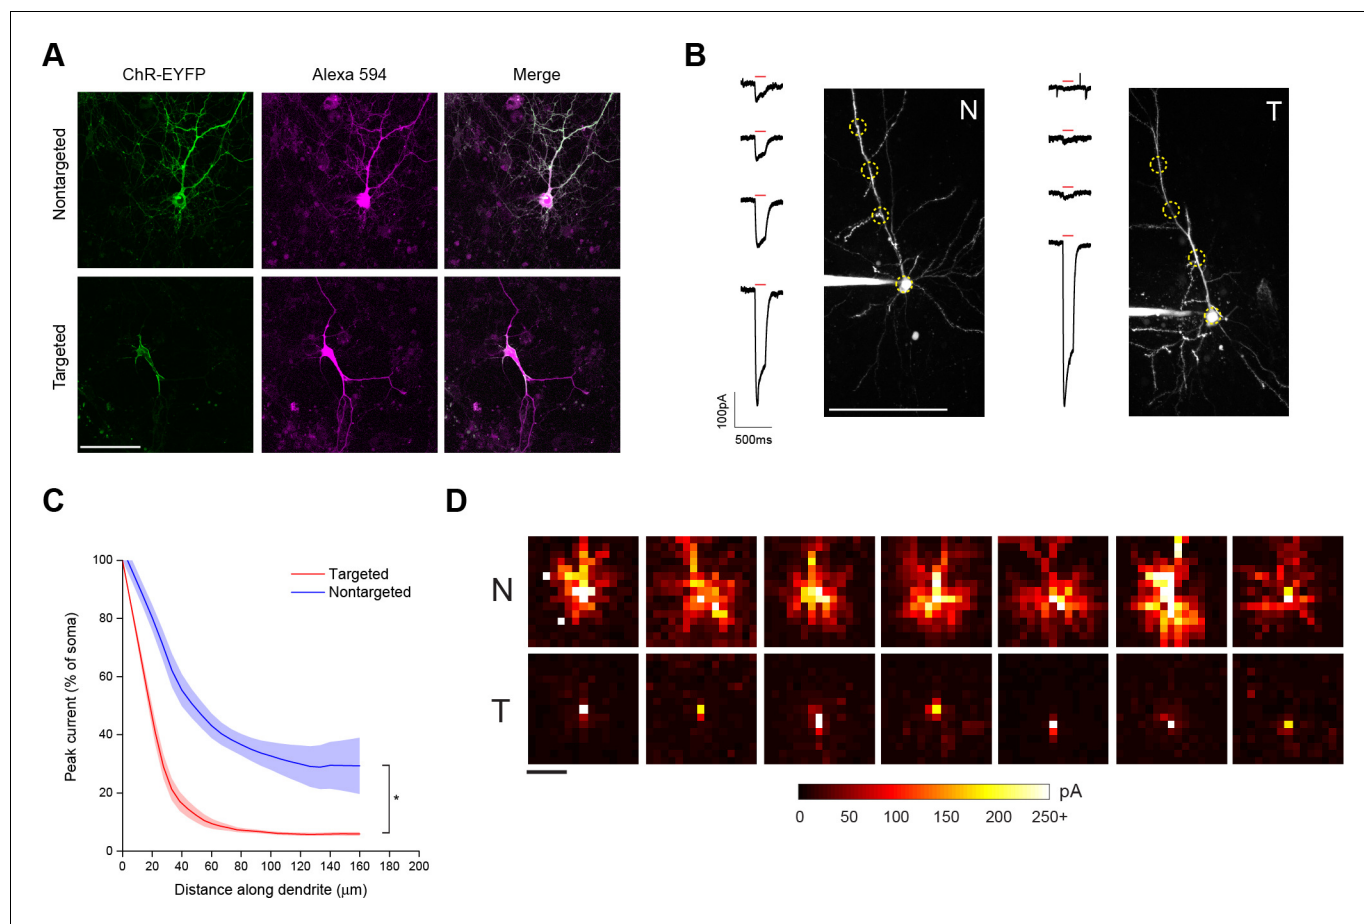 A
ChR-EYFP
Alexa 594
Merge
Nontargeted
Targeted
B
N
T
100pA
500ms
C
100
80
60
40
20
0
Peak current (% of soma)
Targeted
Nontargeted
*
0 20 40 60 80 100 120 140 160 180 200
Distance along dendrite (μm)
D
N
T
pA
0 50 100 150 200 250+